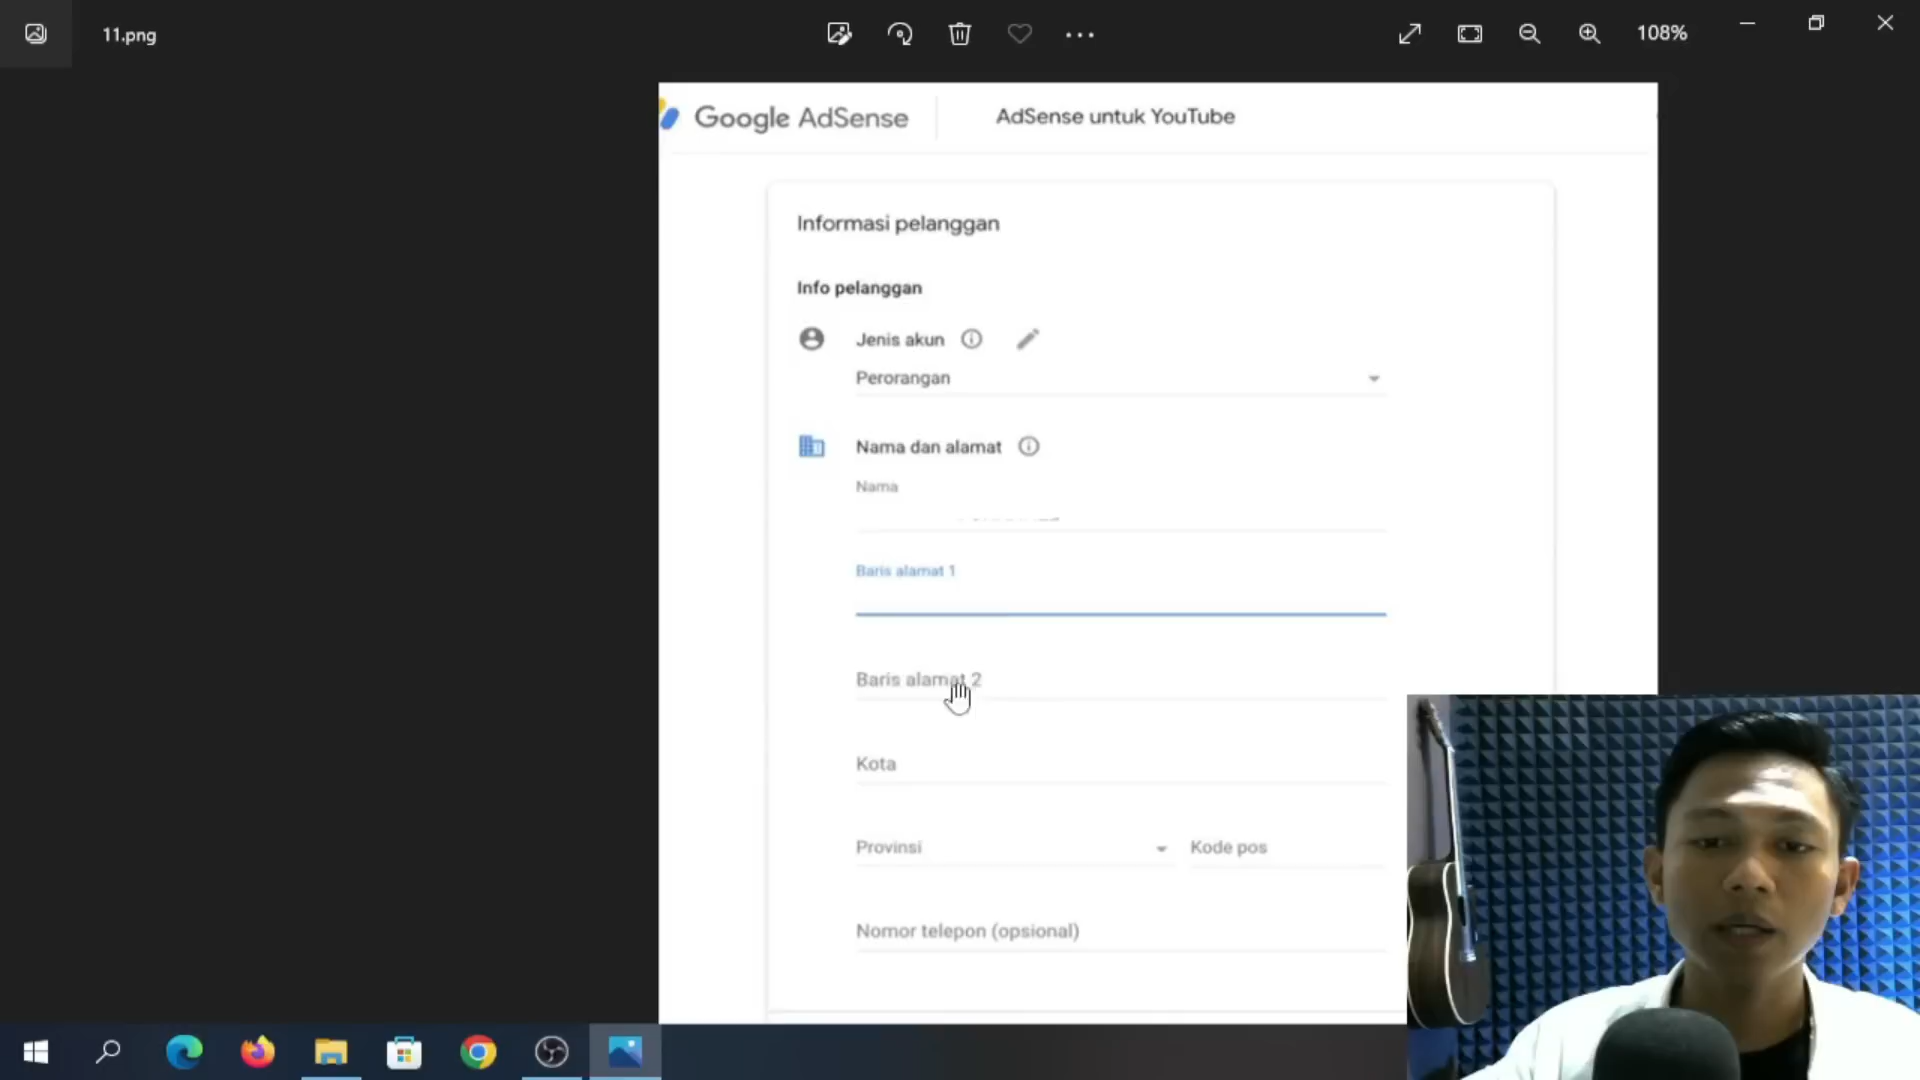 11.png
108%
Google AdSense
AdSense untuk YouTube
Informasi pelanggan
Info pelanggan
Jenis akun
Perorangan
Nama dan alamat
Nama
Baris alamat 1
Baris alamat 2
Kota
Provinsi
Kode pos
Nomor telepon (opsional)